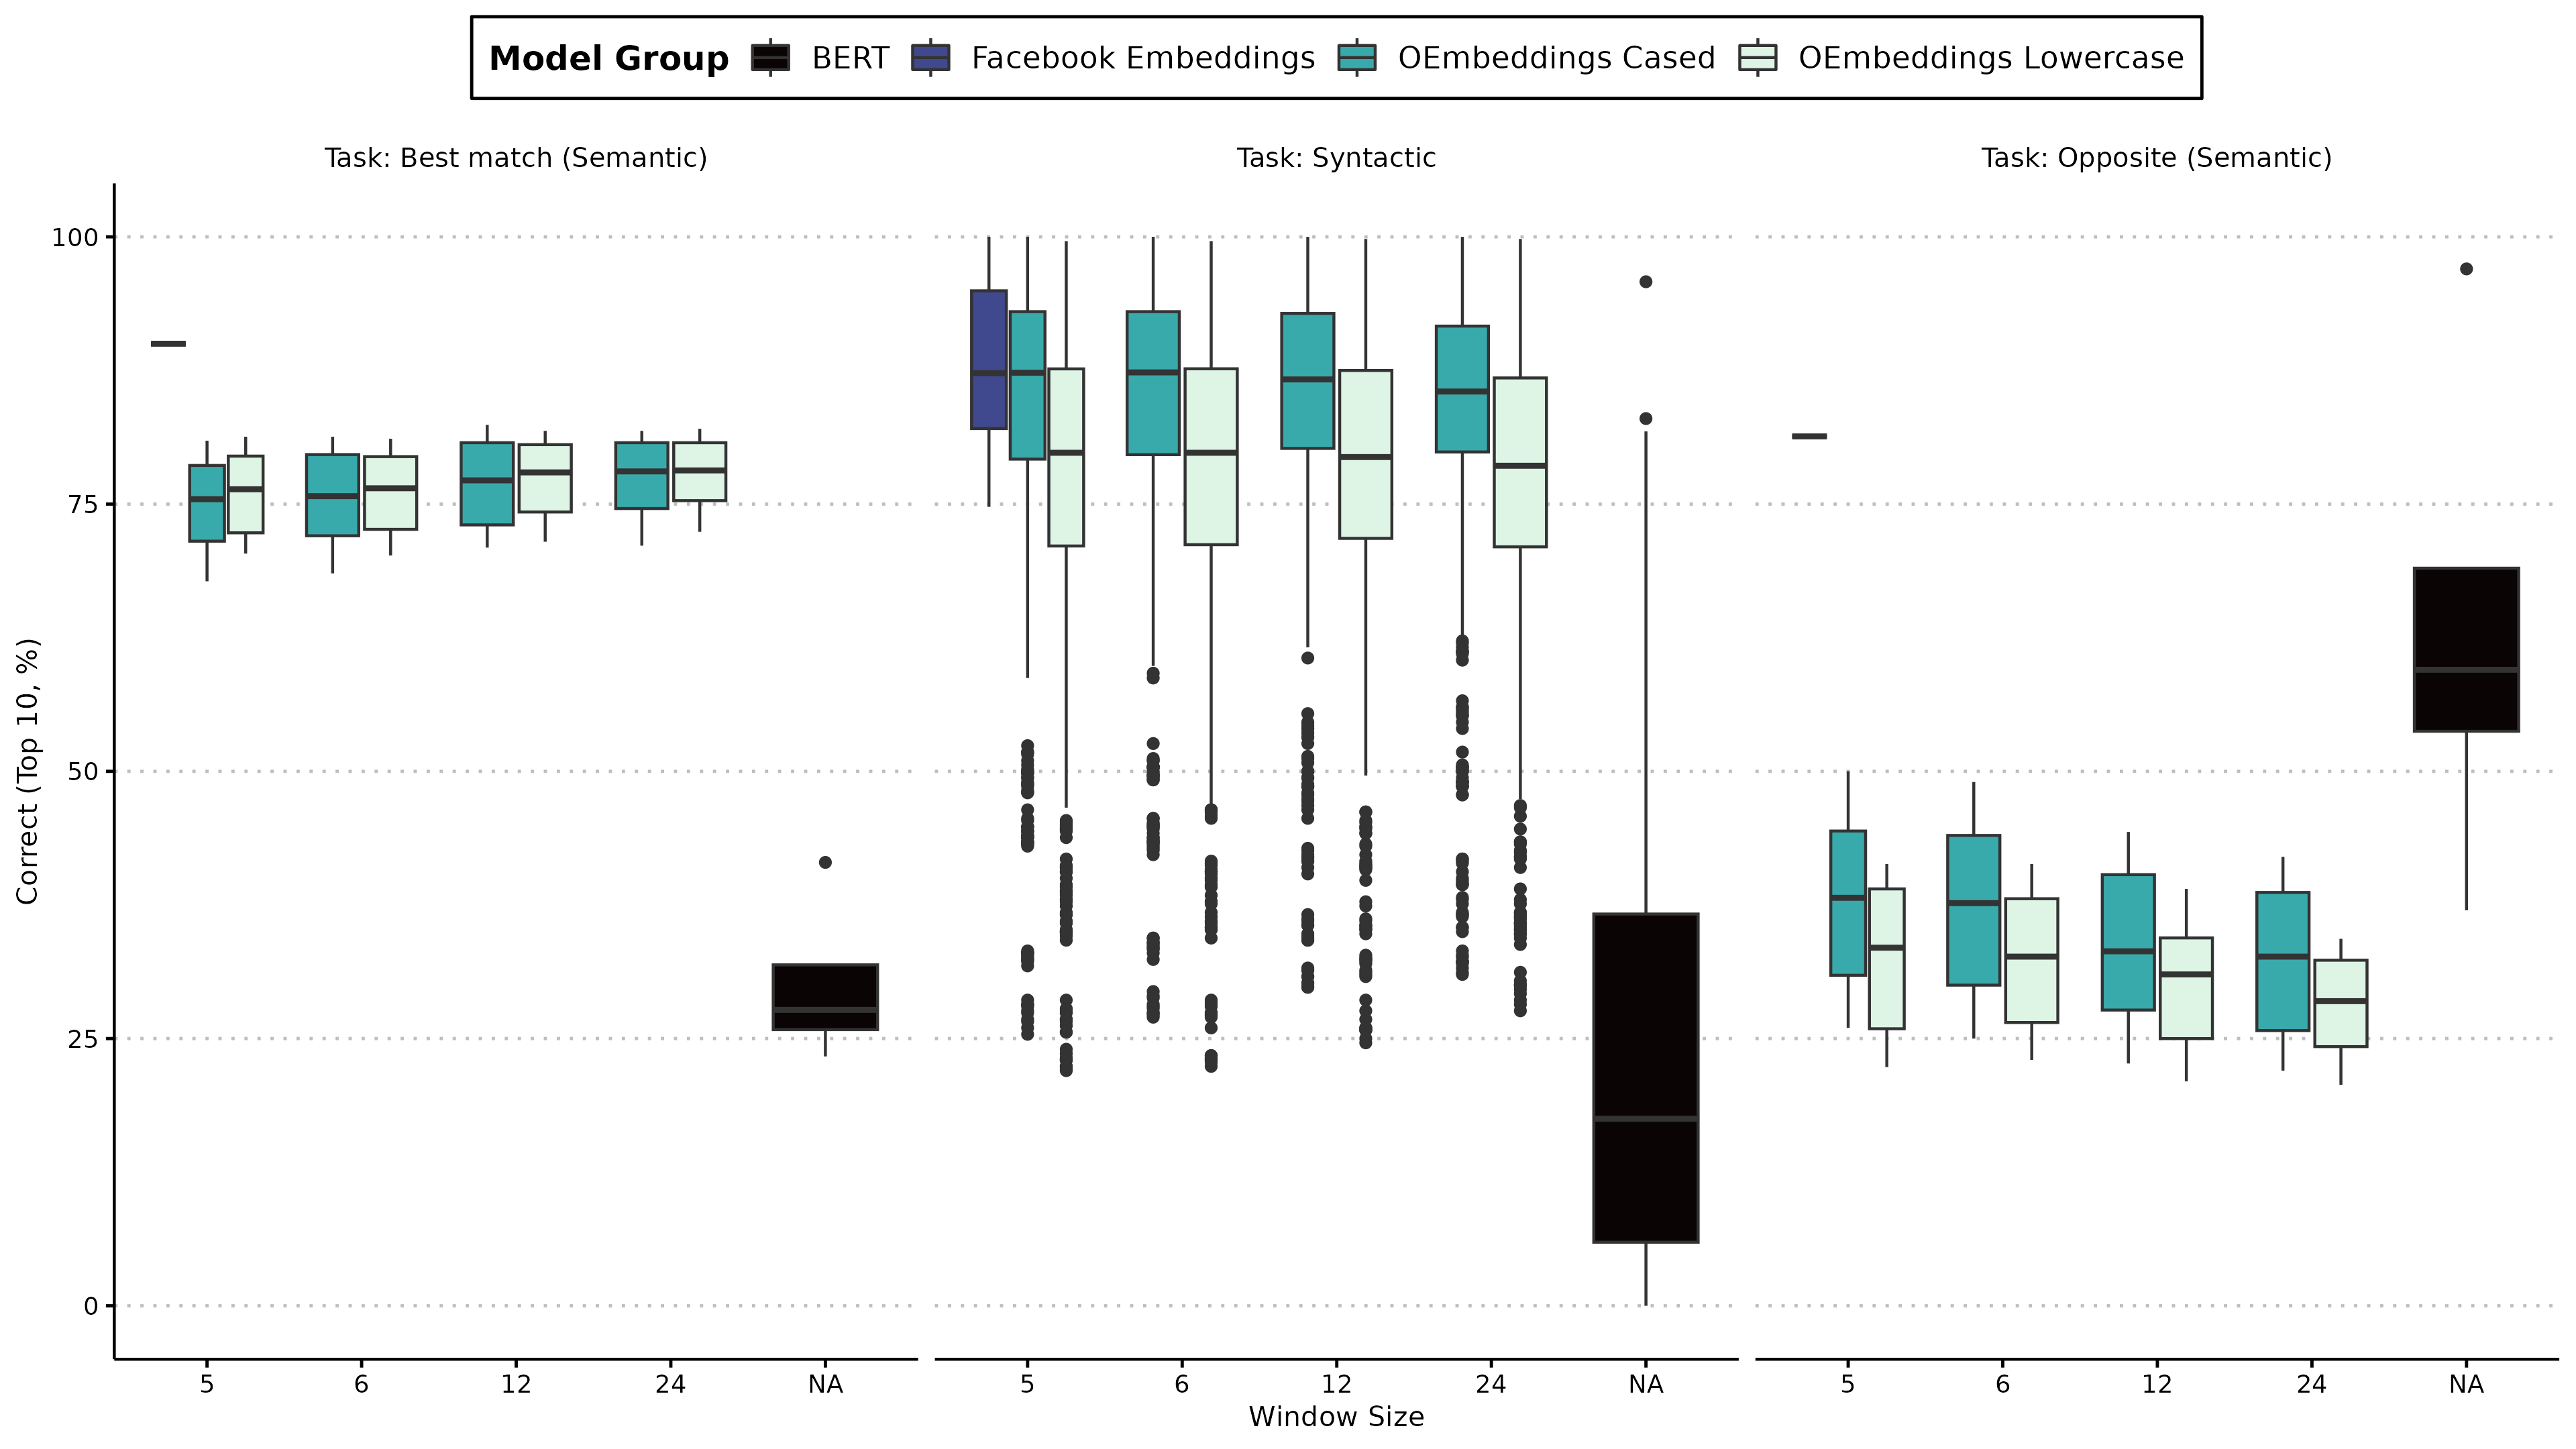 Model Group BERT Facebook Embeddings OEmbeddings Cased OEmbeddings Lowercase
Task: Best match (Semantic) Task: Syntactic Task: Opposite (Semantic)
Correct (Top 10, %)
100
75
50
25
0
5 6 12 24 NA 5 6 12 24 NA 5 6 12 24 NA
Window Size